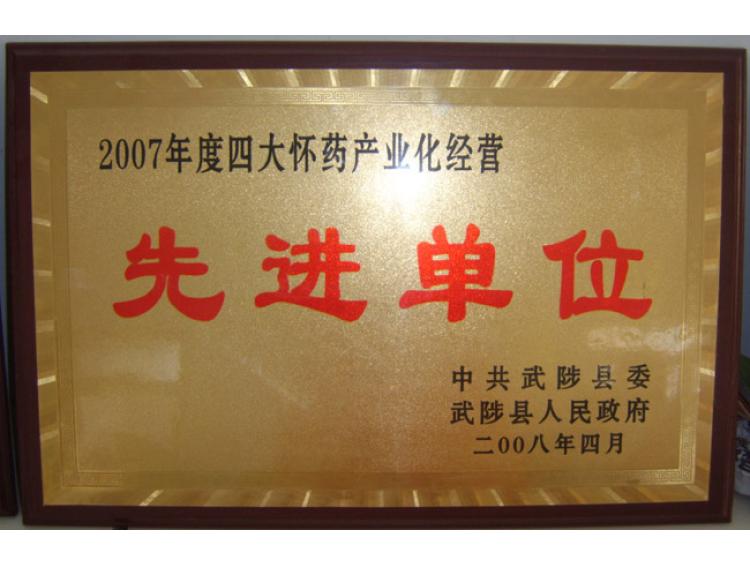 2007年度四大怀药产业化经营
先进单位
中共武陟县委
武陟县人民政府
二00八年四月